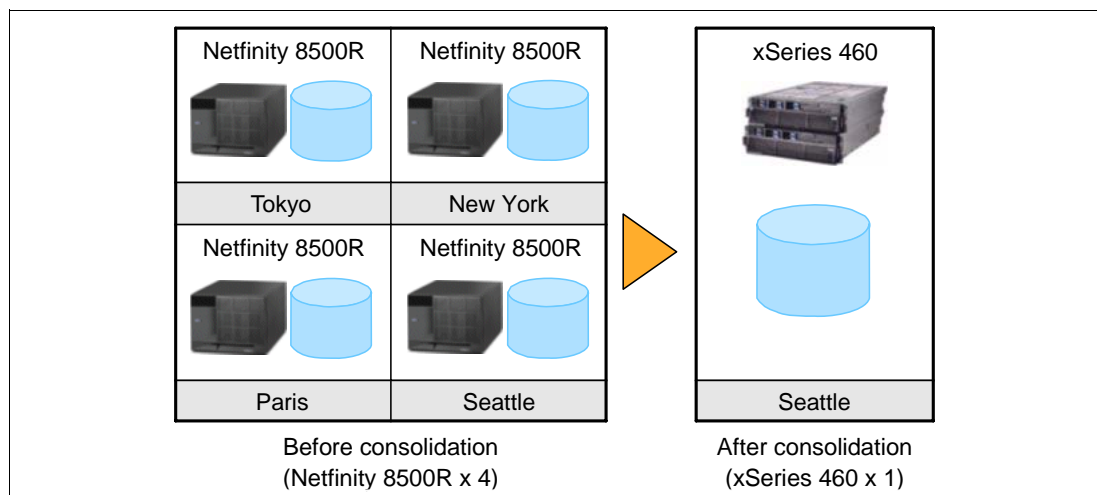 Netfinity 8500R
Netfinity 8500R
Tokyo
New York
Netfinity 8500R
Netfinity 8500R
Paris
Seattle
Before consolidation
(Netfinity 8500R x 4)
xSeries 460
Seattle
After consolidation
(xSeries 460 x 1)